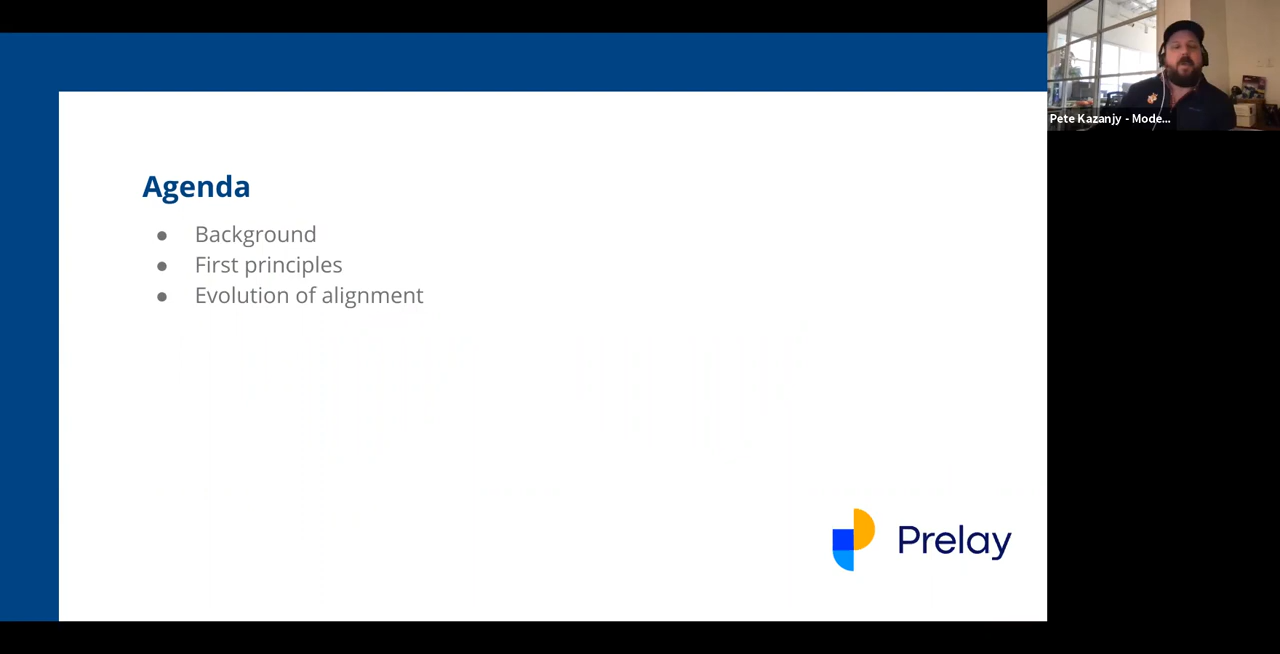 Agenda
● Background
● First principles
● Evolution of alignment
Prelay
Pete Kazanjy - Mode...